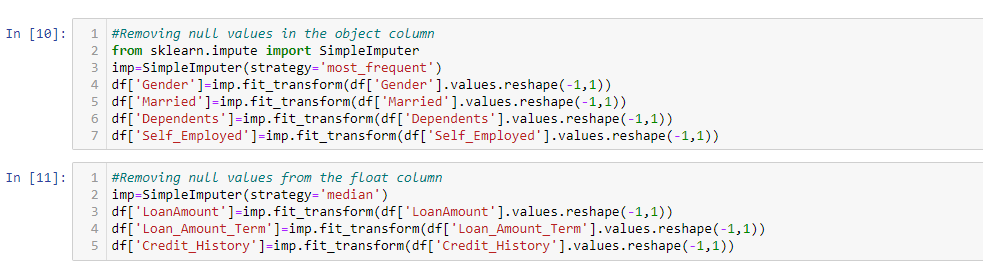 In [10]:
1 #Removing null values in the object column
2 from sklearn.impute import SimpleImputer
3 imp=SimpleImputer(strategy='most_frequent')
4 df['Gender']=imp.fit_transform(df['Gender'].values.reshape(-1,1))
5 df['Married']=imp.fit_transform(df['Married'].values.reshape(-1,1))
6 df['Dependents']=imp.fit_transform(df['Dependents'].values.reshape(-1,1))
7 df['Self_Employed']=imp.fit_transform(df['Self_Employed'].values.reshape(-1,1))
In [11]:
1 #Removing null values from the float column
2 imp=SimpleImputer(strategy='median')
3 df['LoanAmount']=imp.fit_transform(df['LoanAmount'].values.reshape(-1,1))
4 df['Loan_Amount_Term']=imp.fit_transform(df['Loan_Amount_Term'].values.reshape(-1,1))
5 df['Credit_History']=imp.fit_transform(df['Credit_History'].values.reshape(-1,1))